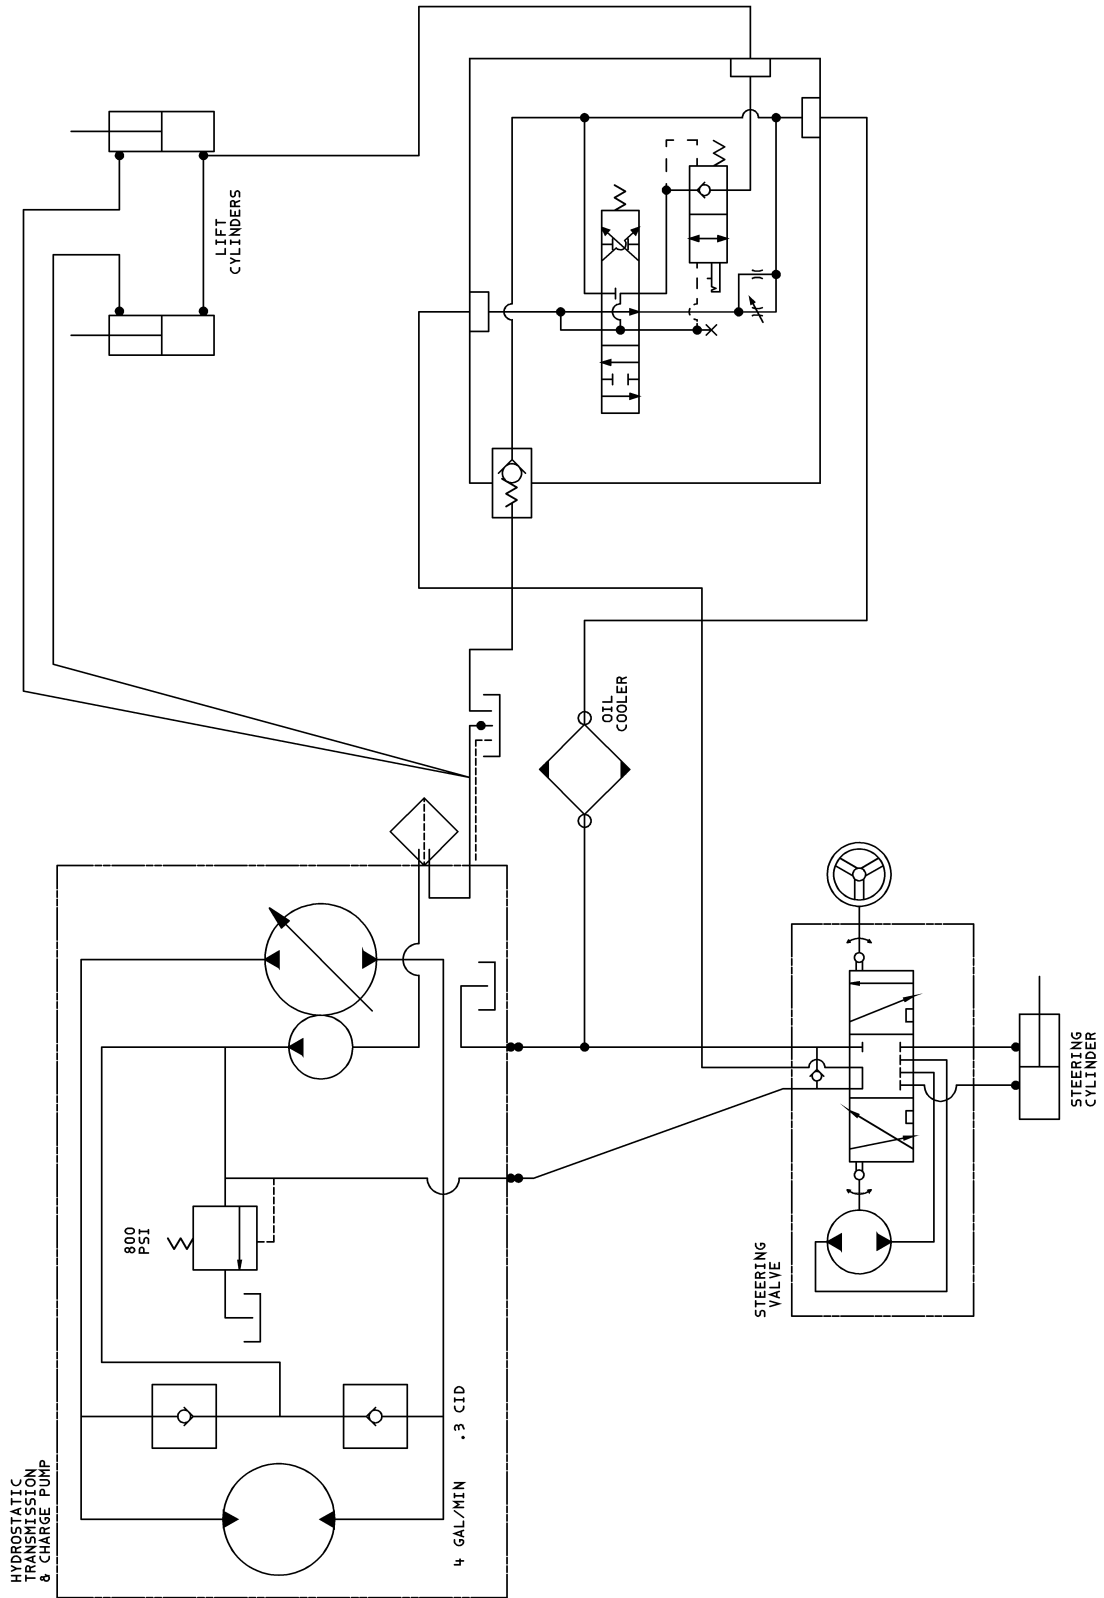 LIFT
CYLINDERS
OIL
COOLER
STEERING
CYLINDER
STEERING
VALVE
800
PSI
4 GAL/MIN .3 CID
HYDROSTATIC
TRANSMISSION
& CHARGE PUMP